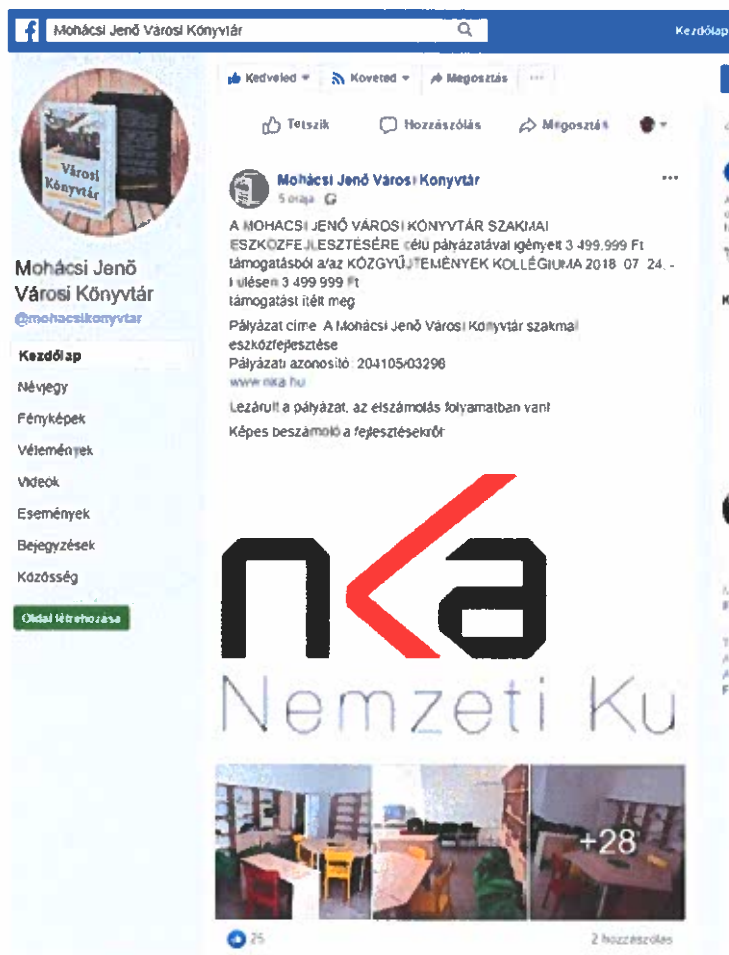 f Mohácsi Jenő Városi Könyvtár
Kezdőlap
Városi
Könyvtár
Mohácsi Jenő
Városi Könyvtár
@mohacsikonyvtar
Kezdőlap
Névjegy
Fényképek
Vélemények
Videók
Események
Bejegyzések
Közösség
Oldal létrehozása
Kedveled Követed Megosztás ...
Tetszik Hozzászólás Megosztás
Mohácsi Jenő Városi Könyvtár ...
5 órája
A MOHÁCSI JENŐ VÁROSI KÖNYVTÁR SZAKMAI
ESZKÖZFEJLESZTÉSÉRE célú pályázatával igényelt 3 499.999 Ft
támogatásból a/az KÖZGYŰJTEMÉNYEK KOLLÉGIUMA 2018. 07. 24. -
i ülésen 3 499 999 Ft
támogatást ítélt meg
Pályázat címe: A Mohácsi Jenő Városi Könyvtár szakmai
eszközfejlesztése
Pályázati azonosító: 204105/03296
www.nka.hu
Lezárult a pályázat, az elszámolás folyamatban van!
Képes beszámoló a fejlesztésekről:
nka
Nemzeti Ku
+28
25 2 hozzászólás